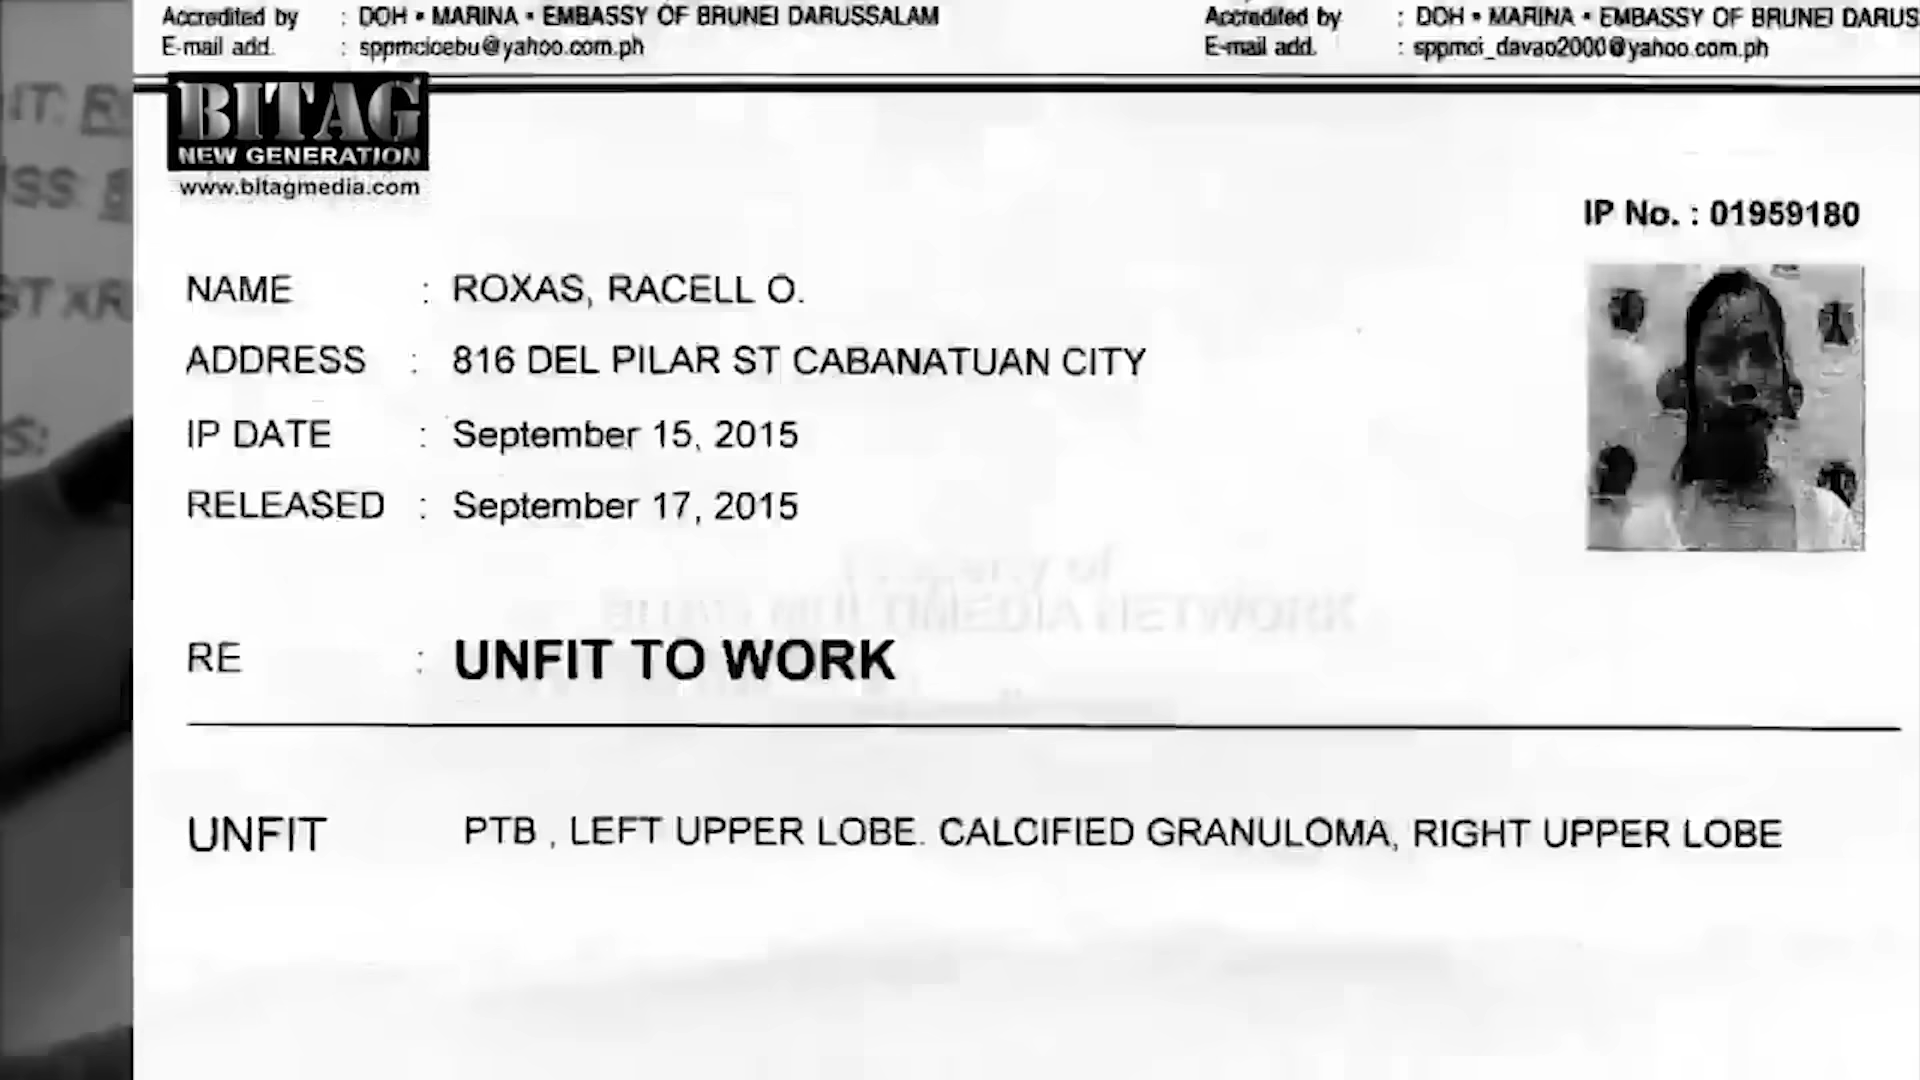 Accredited by : DOH • MARINA • EMBASSY OF BRUNEI DARUSSALAM
E-mail add. : sppmcicebu@yahoo.com.ph
Accredited by : DOH • MARINA • EMBASSY OF BRUNEI DARUS
E-mail add. : sppmci_davao2000@yahoo.com.ph
BITAG
NEW GENERATION
www.bitagmedia.com
IP No. : 01959180
NAME : ROXAS, RACELL O.
ADDRESS : 816 DEL PILAR ST CABANATUAN CITY
IP DATE : September 15, 2015
RELEASED : September 17, 2015
RE : UNFIT TO WORK
UNFIT PTB , LEFT UPPER LOBE. CALCIFIED GRANULOMA, RIGHT UPPER LOBE